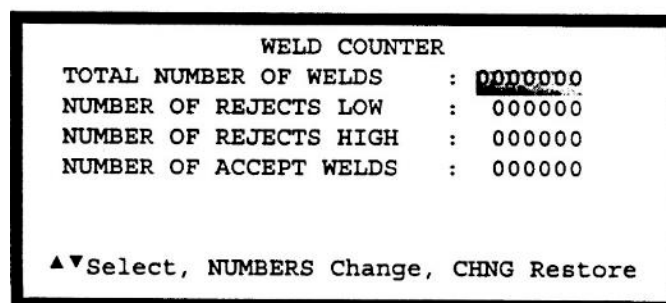 WELD COUNTER
TOTAL NUMBER OF WELDS : 0000000
NUMBER OF REJECTS LOW : 000000
NUMBER OF REJECTS HIGH : 000000
NUMBER OF ACCEPT WELDS : 000000
▲▼Select, NUMBERS Change, CHNG Restore